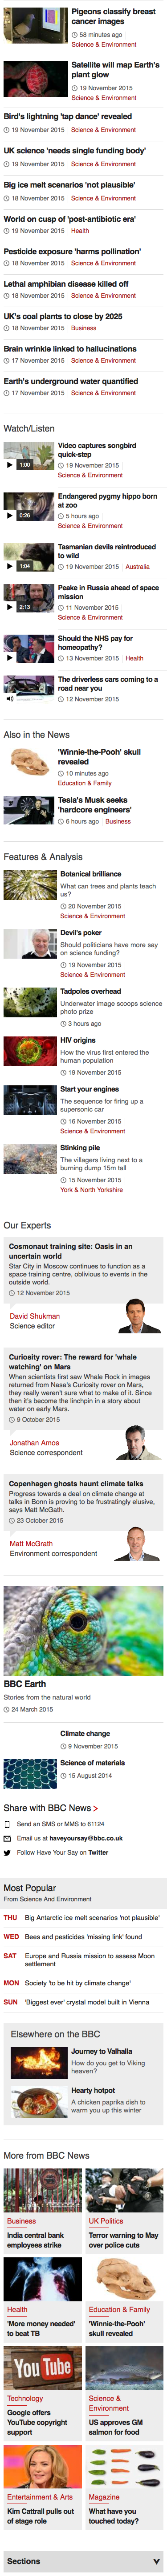 Pigeons classify breast
cancer images
58 minutes ago
Science & Environment
Satellite will map Earth's
plant glow
19 November 2015
Science & Environment
Bird's lightning 'tap dance' revealed
19 November 2015 Science & Environment
UK science 'needs single funding body'
19 November 2015 Science & Environment
Big ice melt scenarios 'not plausible'
18 November 2015 Science & Environment
World on cusp of 'post-antibiotic era'
19 November 2015 Health
Pesticide exposure 'harms pollination'
18 November 2015 Science & Environment
Lethal amphibian disease killed off
18 November 2015 Science & Environment
UK's coal plants to close by 2025
18 November 2015 Business
Brain wrinkle linked to hallucinations
17 November 2015 Science & Environment
Earth's underground water quantified
17 November 2015 Science & Environment
Watch/Listen
Video captures songbird
quick-step
1:00
19 November 2015
Science & Environment
Endangered pygmy hippo born
at zoo
0:26
5 hours ago
Science & Environment
Tasmanian devils reintroduced
to wild
1:04
19 November 2015 Australia
Peake in Russia ahead of space
mission
2:13
11 November 2015
Science & Environment
Should the NHS pay for
homeopathy?
13 November 2015 Health
The driverless cars coming to a
road near you
12 November 2015
Also in the News
'Winnie-the-Pooh' skull
revealed
10 minutes ago
Education & Family
Tesla's Musk seeks
'hardcore engineers'
6 hours ago Business
Features & Analysis
Botanical brilliance
What can trees and plants teach
us?
20 November 2015
Science & Environment
Devil's poker
Should politicians have more say
on science funding?
19 November 2015
Science & Environment
Tadpoles overhead
Underwater image scoops science
photo prize
3 hours ago
HIV origins
How the virus first entered the
human population
19 November 2015
Start your engines
The sequence for firing up a
supersonic car
16 November 2015
Science & Environment
Stinking pile
The villagers living next to a
burning dump 15m tall
15 November 2015
York & North Yorkshire
Our Experts
Cosmonaut training site: Oasis in an
uncertain world
Star City in Moscow continues to function as a
space training centre, oblivious to events in the
outside world.
12 November 2015
David Shukman
Science editor
Curiosity rover: The reward for 'whale
watching' on Mars
When scientists first saw Whale Rock in images
returned from Nasa's Curiosity rover on Mars,
they really weren't sure what to make of it. Since
then it's become the linchpin in a story about
water on early Mars.
9 October 2015
Jonathan Amos
Science correspondent
Copenhagen ghosts haunt climate talks
Progress towards a deal on climate change at
talks in Bonn is proving to be frustratingly elusive,
says Matt McGrath.
23 October 2015
Matt McGrath
Environment correspondent
BBC Earth
Stories from the natural world
24 March 2015
Climate change
9 November 2015
Science of materials
15 August 2014
Share with BBC News >
Send an SMS or MMS to 61124
Email us at haveyoursay@bbc.co.uk
Follow Have Your Say on Twitter
Most Popular
From Science And Environment
THU Big Antarctic ice melt scenarios 'not plausible'
WED Bees and pesticides 'missing link' found
SAT Europe and Russia mission to assess Moon
settlement
MON Society 'to be hit by climate change'
SUN 'Biggest ever' crystal model built in Vienna
Elsewhere on the BBC
Journey to Valhalla
How do you get to Viking
heaven?
Hearty hotpot
A chicken paprika dish to
warm you up this winter
More from BBC News
Business
India central bank
employees strike
UK Politics
Terror warning to May
over police cuts
Health
'More money needed'
to beat TB
Education & Family
'Winnie-the-Pooh'
skull revealed
You Tube
Technology
Google offers
YouTube copyright
support
Science &
Environment
US approves GM
salmon for food
Entertainment & Arts
Kim Cattrall pulls out
of stage role
Magazine
What have you
touched today?
Sections